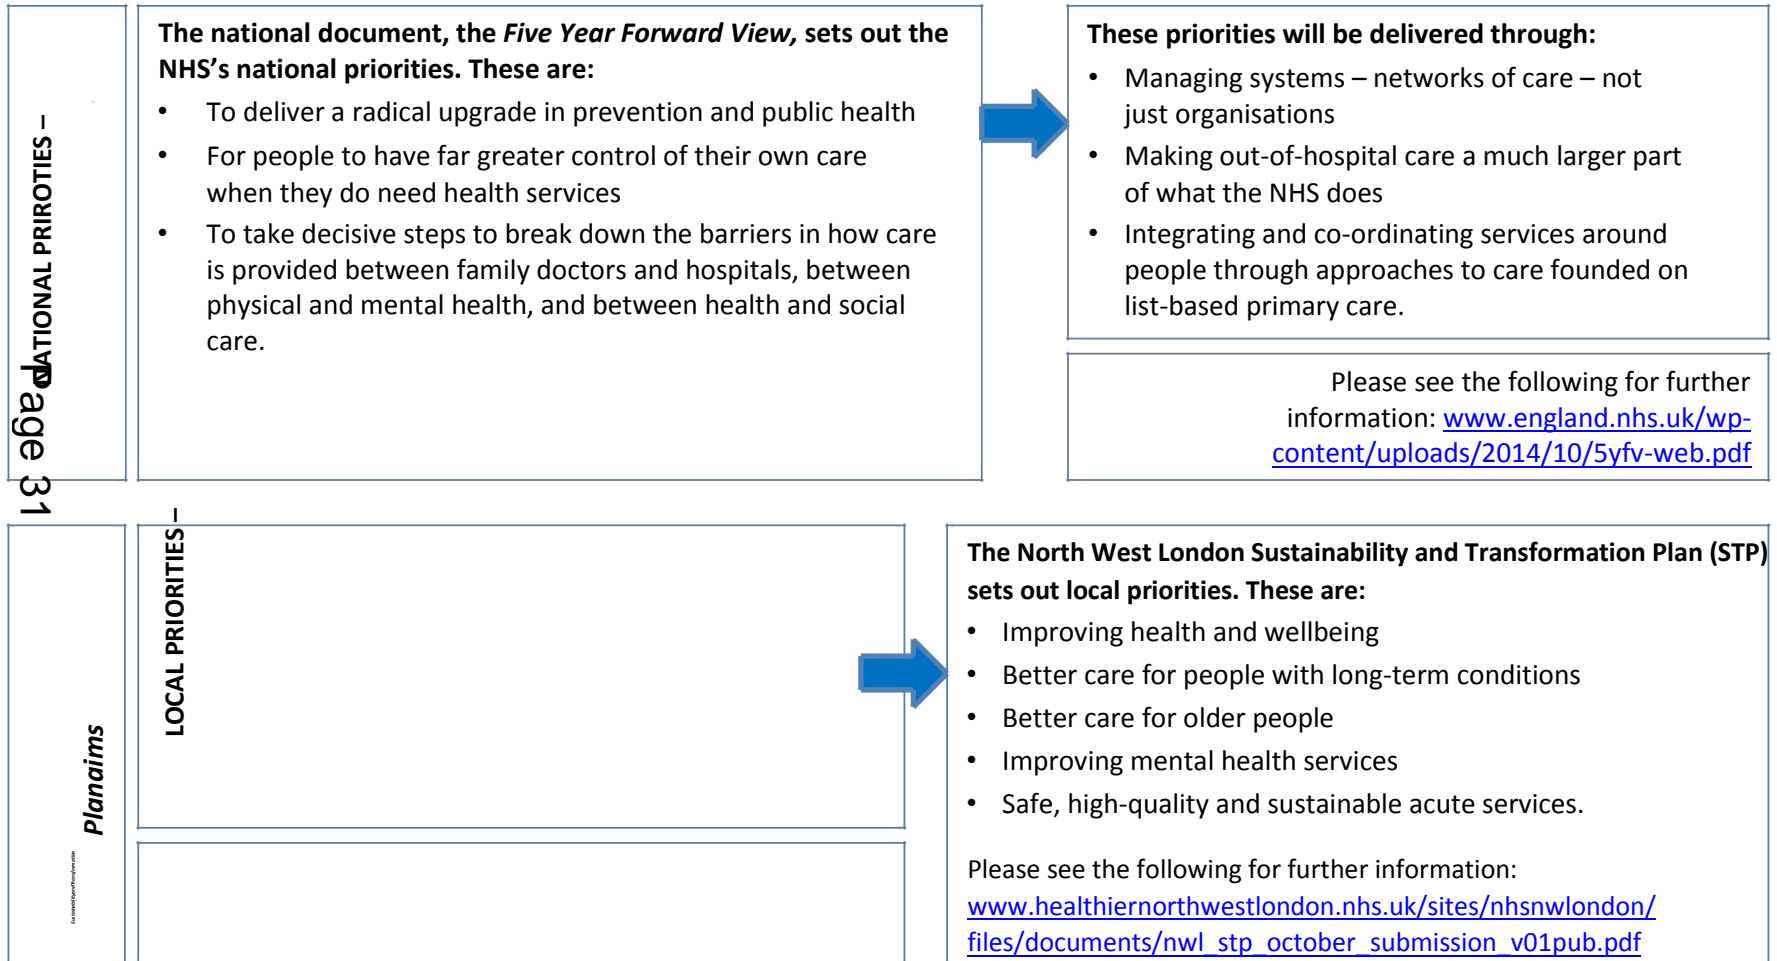 NATIONAL PRIROTIES –
The national document, the Five Year Forward View, sets out the
NHS’s national priorities. These are:
• To deliver a radical upgrade in prevention and public health
• For people to have far greater control of their own care
when they do need health services
• To take decisive steps to break down the barriers in how care
is provided between family doctors and hospitals, between
physical and mental health, and between health and social
care.
These priorities will be delivered through:
• Managing systems – networks of care – not
just organisations
• Making out-of-hospital care a much larger part
of what the NHS does
• Integrating and co-ordinating services around
people through approaches to care founded on
list-based primary care.
Please see the following for further
information: www.england.nhs.uk/wp-
content/uploads/2014/10/5yfv-web.pdf
Page 31
LOCAL PRIORITIES–
Planaims
SustainabilityandTransformation
The North West London Sustainability and Transformation Plan (STP)
sets out local priorities. These are:
• Improving health and wellbeing
• Better care for people with long-term conditions
• Better care for older people
• Improving mental health services
• Safe, high-quality and sustainable acute services.
Please see the following for further information:
www.healthiernorthwestlondon.nhs.uk/sites/nhsnwlondon/
files/documents/nwl_stp_october_submission_v01pub.pdf